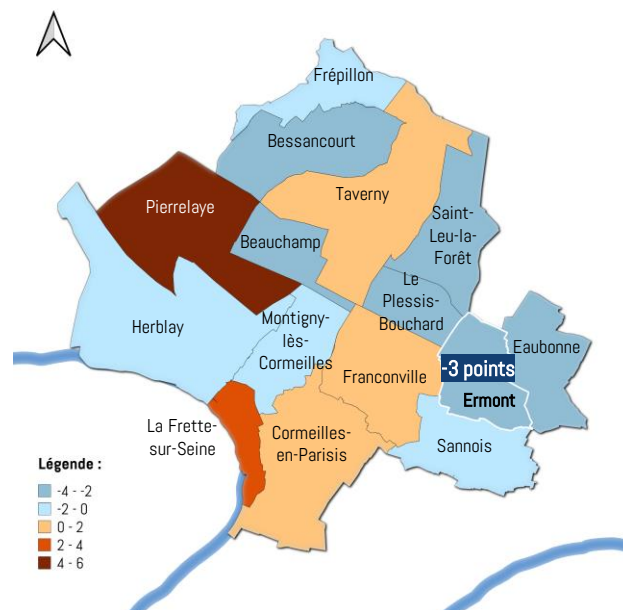 Frépillon
Bessancourt
Taverny
Pierrelaye
Saint-
Leu-la-
Forêt
Beauchamp
Le
Plessis-
Bouchard
Herblay
Montigny-
lès-
Cormeilles
Eaubonne
-3 points
Franconville
Ermont
La Frette-
sur-Seine
Cormeilles-
en-Parisis
Sannois
Légende :
-4 - -2
-2 - 0
0 - 2
2 - 4
4 - 6